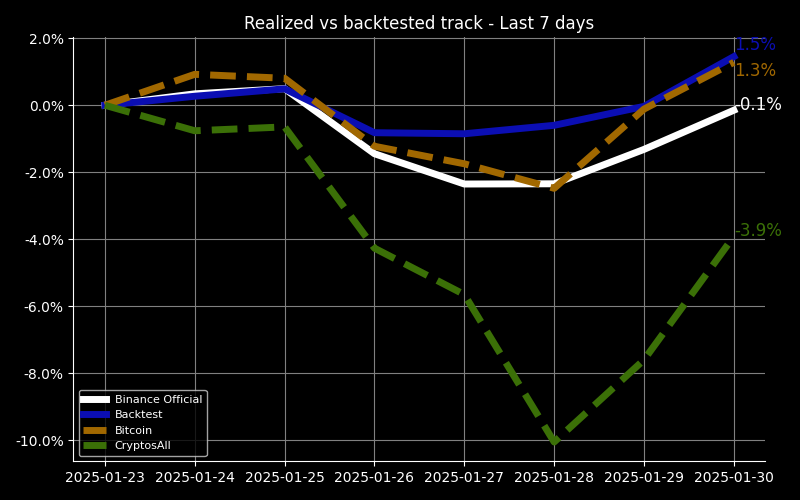 Realized vs backtested track - Last 7 days
2.0%
0.0%
-2.0%
-4.0%
-6.0%
-8.0%
-10.0%
1.5%
1.3%
-0.1%
-3.9%
Binance Official
Backtest
Bitcoin
CryptosAll
2025-01-23 2025-01-24 2025-01-25 2025-01-26 2025-01-27 2025-01-28 2025-01-29 2025-01-30